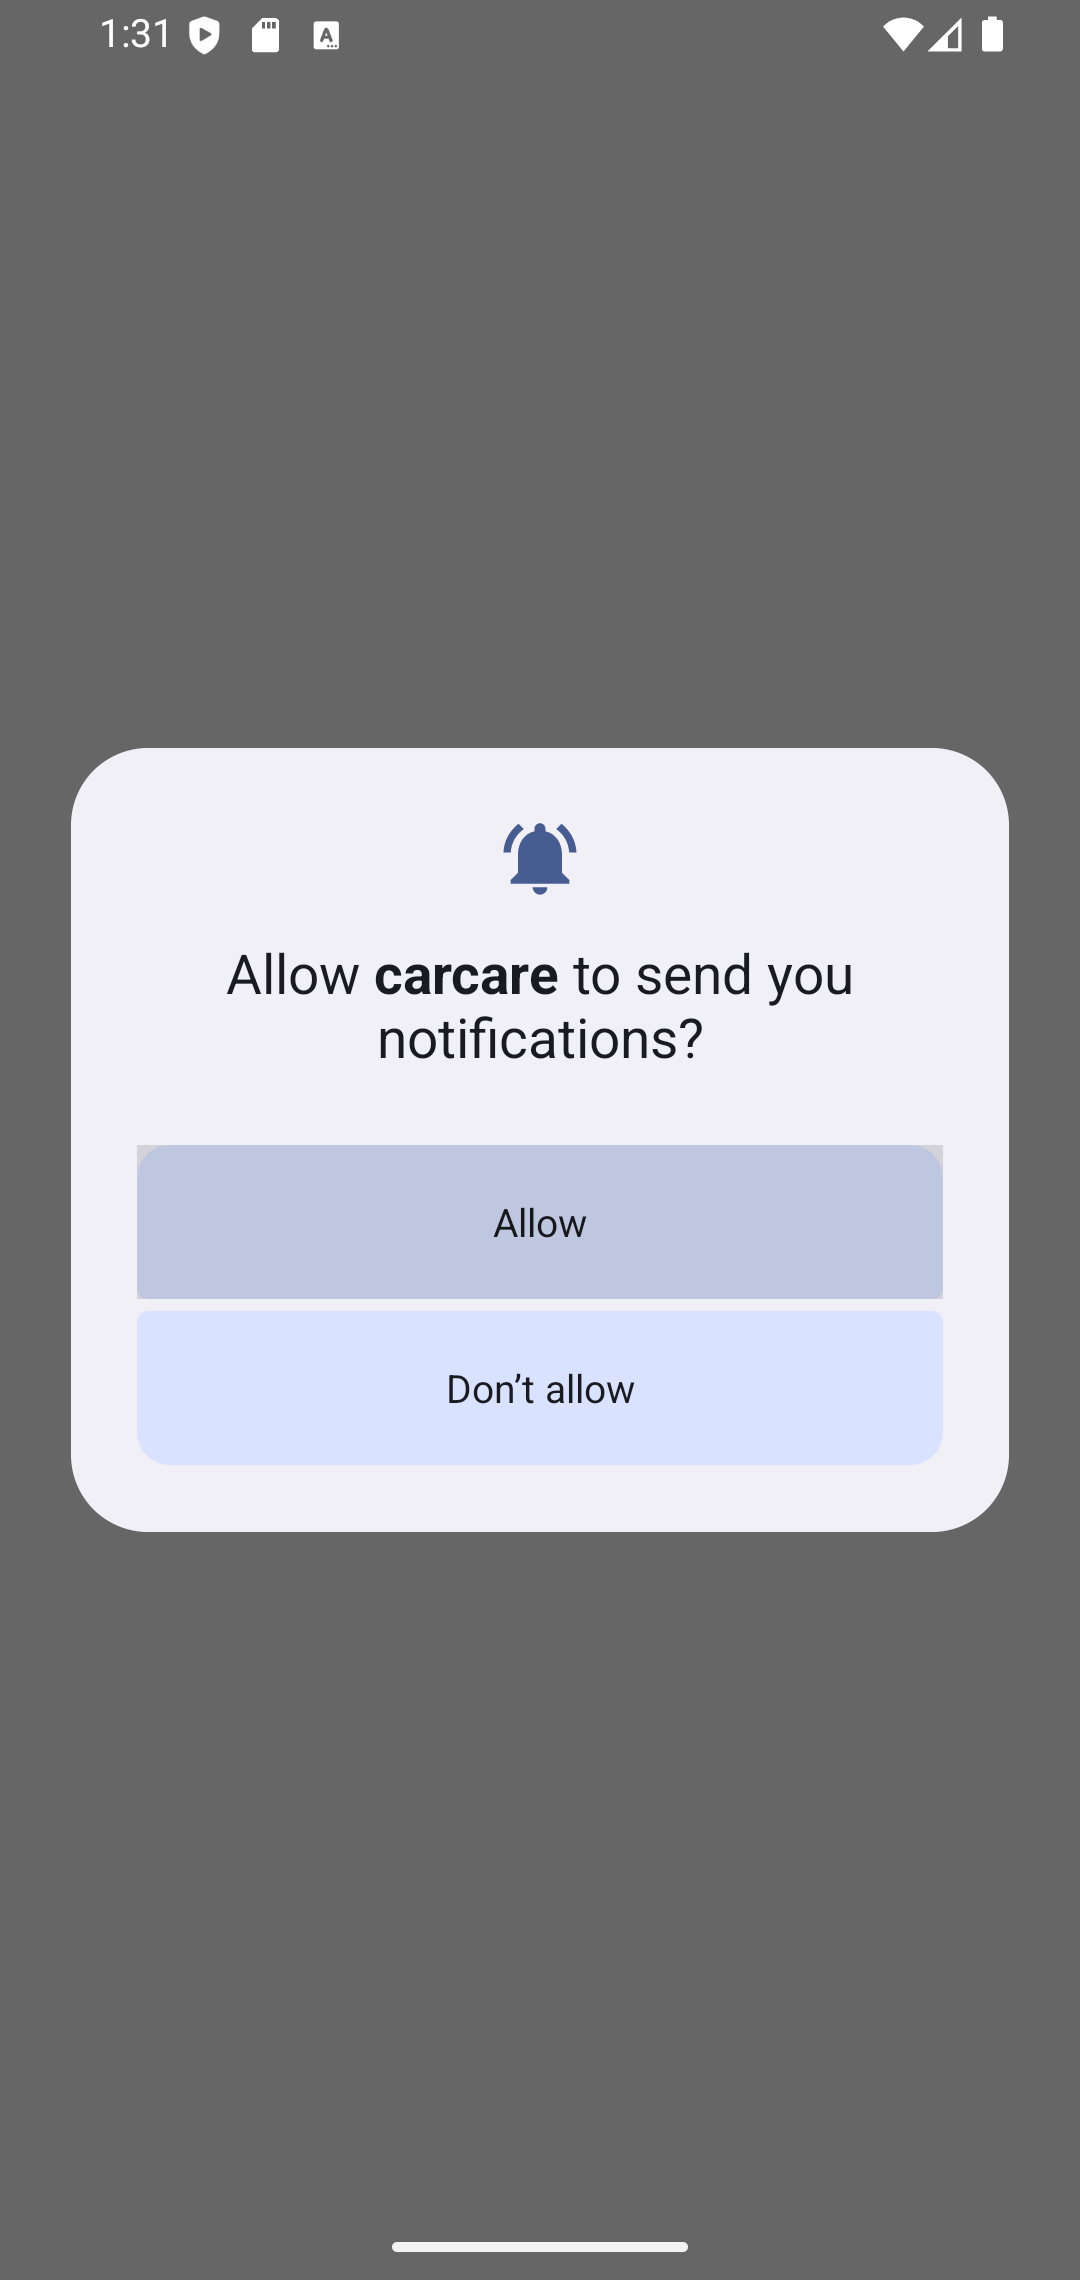 1:31
Allow carcare to send you
notifications?
Allow
Don’t allow